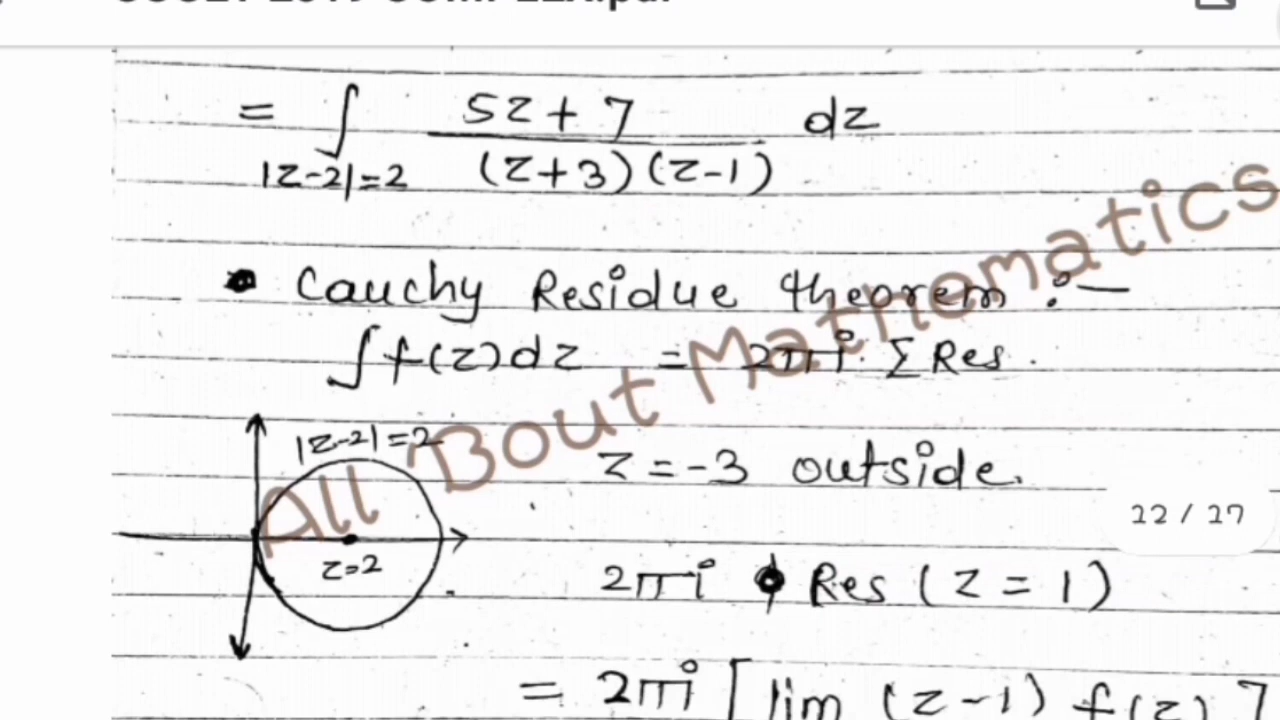 = ∫ 5z + 7 dz
|z-2|=2 (z+3)(z-1)
Cauchy Residue theorem :-
∫ f(z)dz = 2πi. Σ Res.
|z-2|=2
z = -3 outside.
22 / 27
z=2
2πi Res (z = 1)
= 2πi [ lim (z-1) f(z) ]
All Bout Mathematics